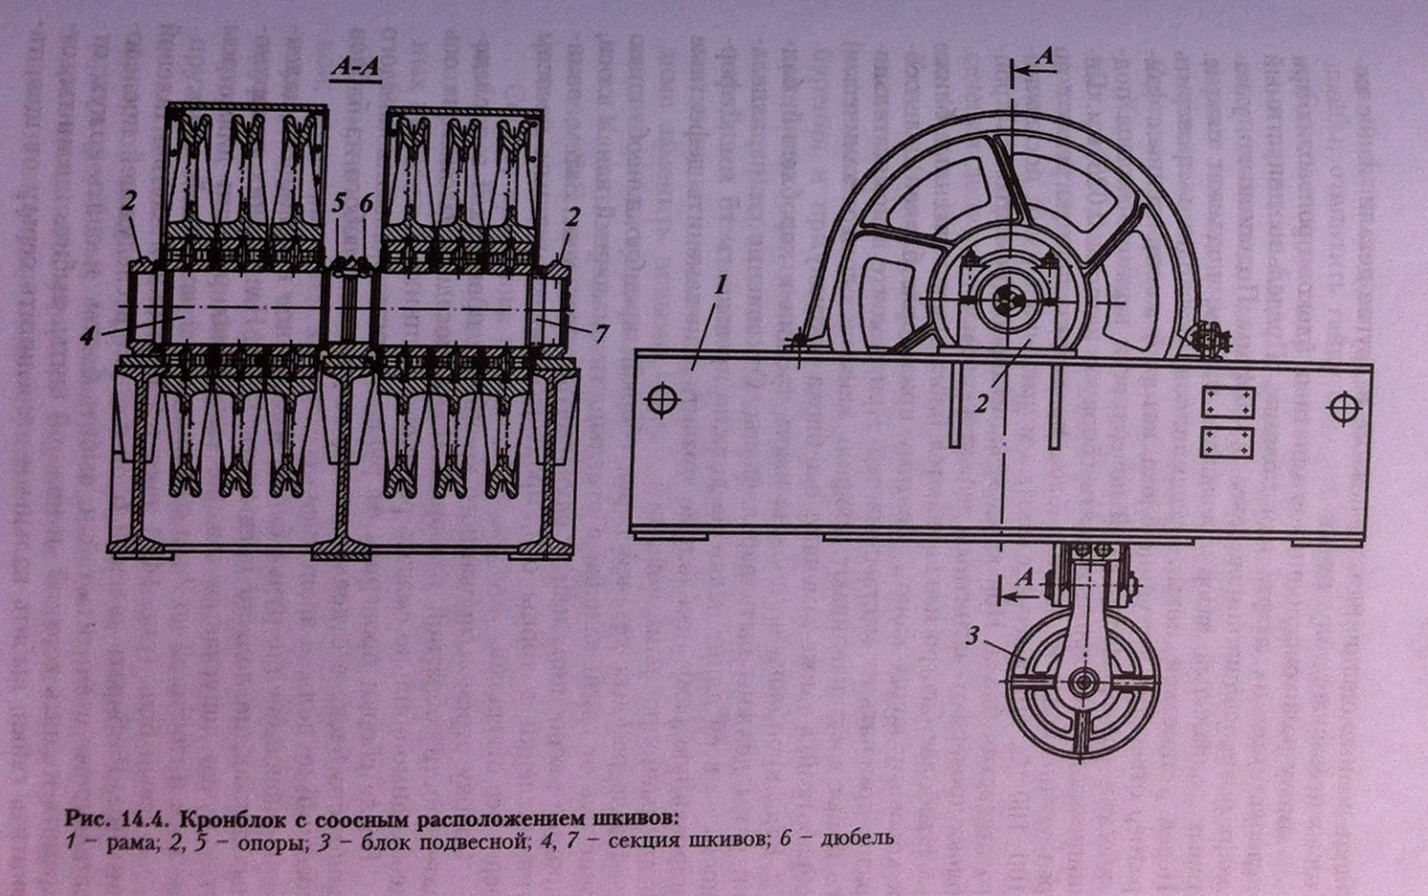 А-А
А
2
5
6
2
1
4
7
2
А
3
Рис. 14.4. Кронблок с соосным расположением шкивов:
1 – рама; 2, 5 – опоры; 3 – блок подвесной; 4, 7 – секция шкивов; 6 – дюбель